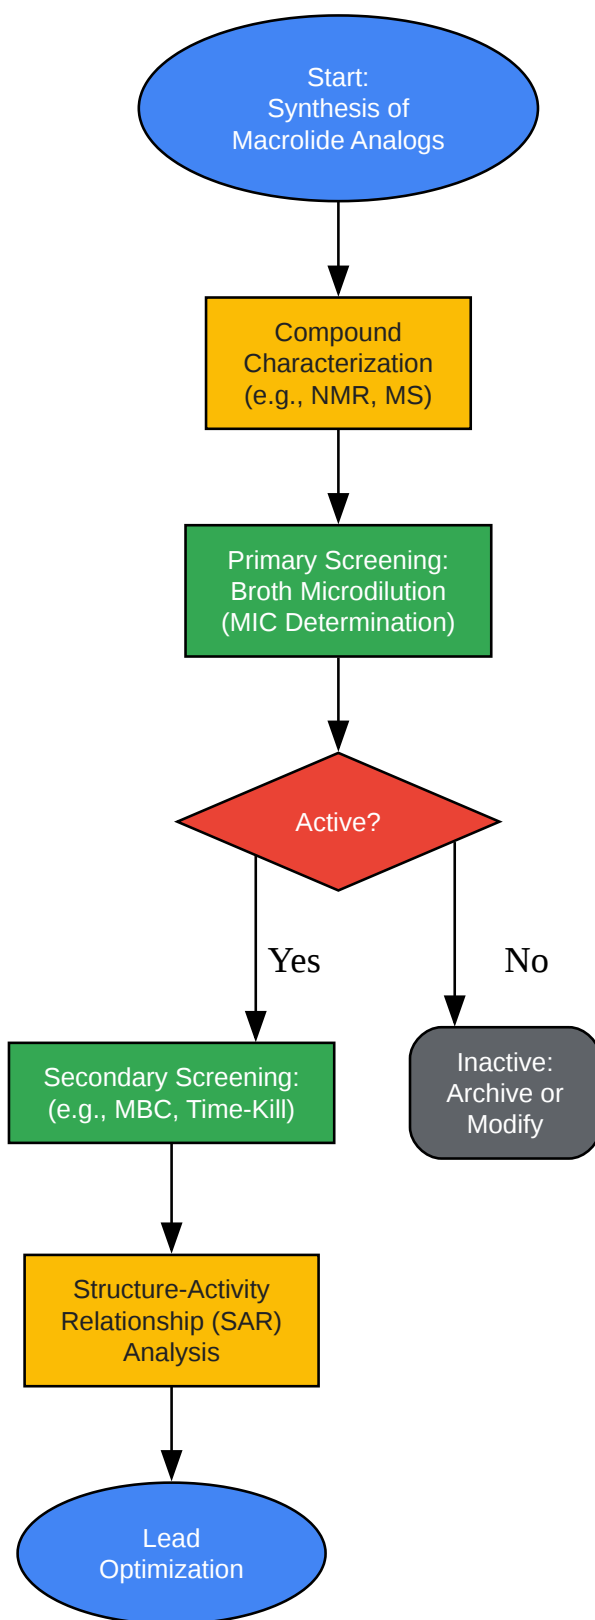 Start:
Synthesis of
Macrolide Analogs
Compound
Characterization
(e.g., NMR, MS)
Primary Screening:
Broth Microdilution
(MIC Determination)
Active?
Yes
No
Secondary Screening:
(e.g., MBC, Time-Kill)
Inactive:
Archive or
Modify
Structure-Activity
Relationship (SAR)
Analysis
Lead
Optimization